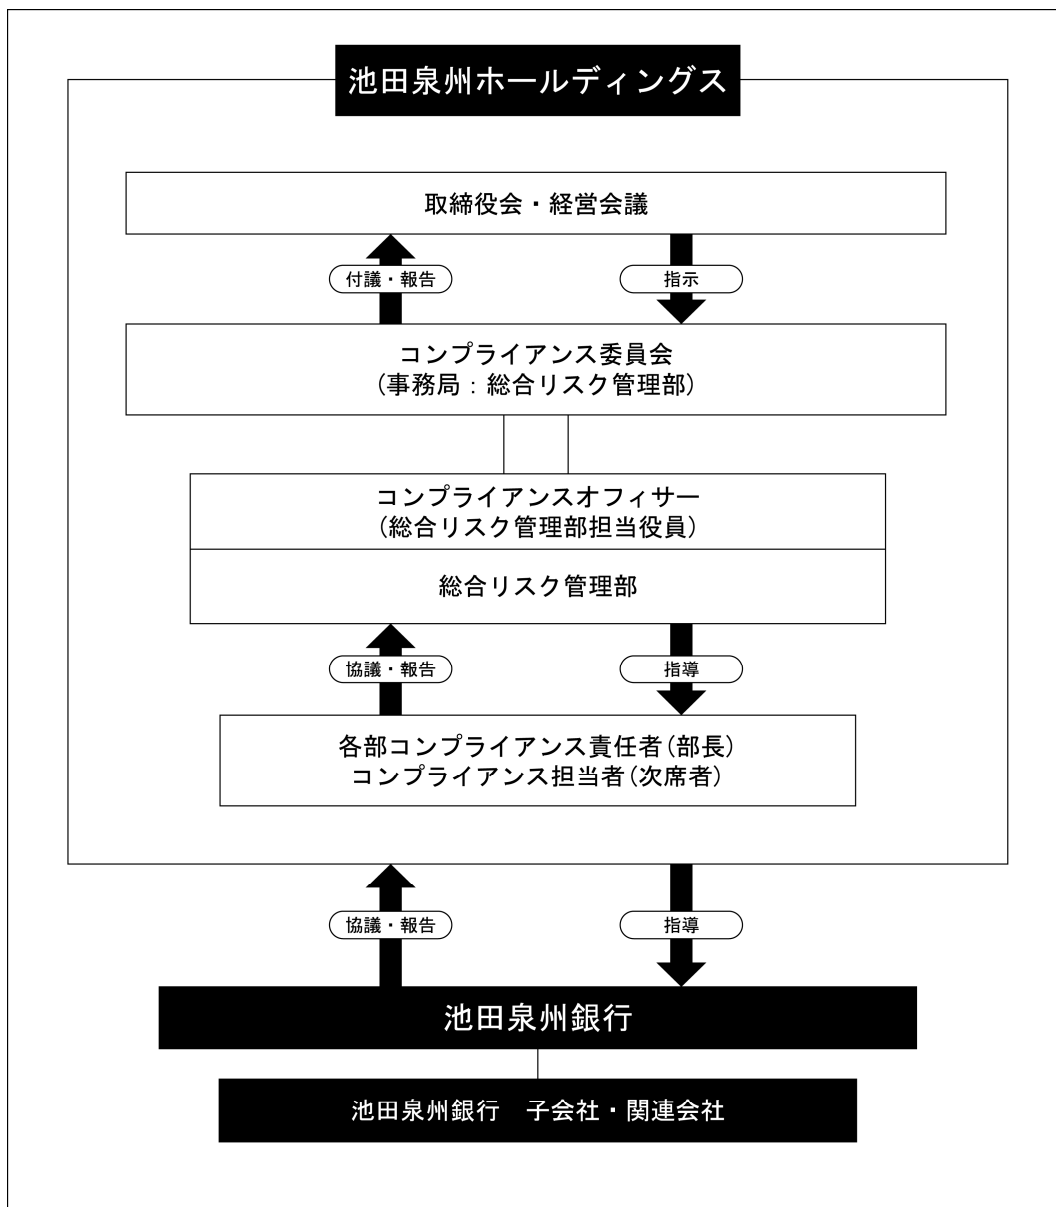 池田泉州ホールディングス
取締役会・経営会議
付議・報告
指示
コンプライアンス委員会
(事務局：総合リスク管理部)
コンプライアンスオフィサー
(総合リスク管理部担当役員)
総合リスク管理部
協議・報告
指導
各部コンプライアンス責任者(部長)
コンプライアンス担当者(次席者)
協議・報告
指導
池田泉州銀行
池田泉州銀行　子会社・関連会社